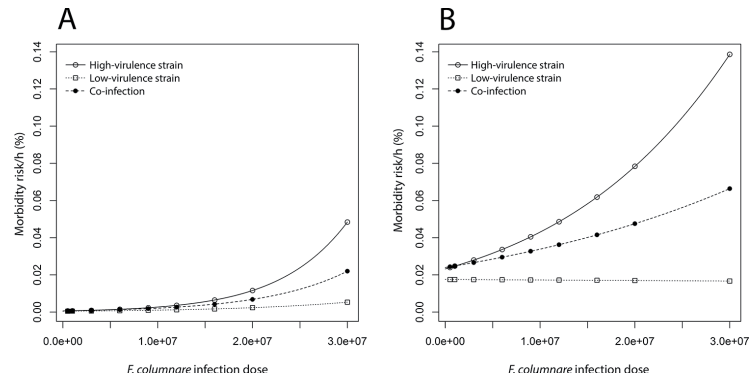 A
0.14
0.12
0.10
0.08
0.06
0.04
0.02
0.00
Morbidity risk/h (%)
High-virulence strain
Low-virulence strain
Co-infection
0.0e+00
1.0e+07
2.0e+07
3.0e+07
F. columnare infection dose
B
0.14
0.12
0.10
0.08
0.06
0.04
0.02
0.00
Morbidity risk/h (%)
High-virulence strain
Low-virulence strain
Co-infection
0.0e+00
1.0e+07
2.0e+07
3.0e+07
F. columnare infection dose